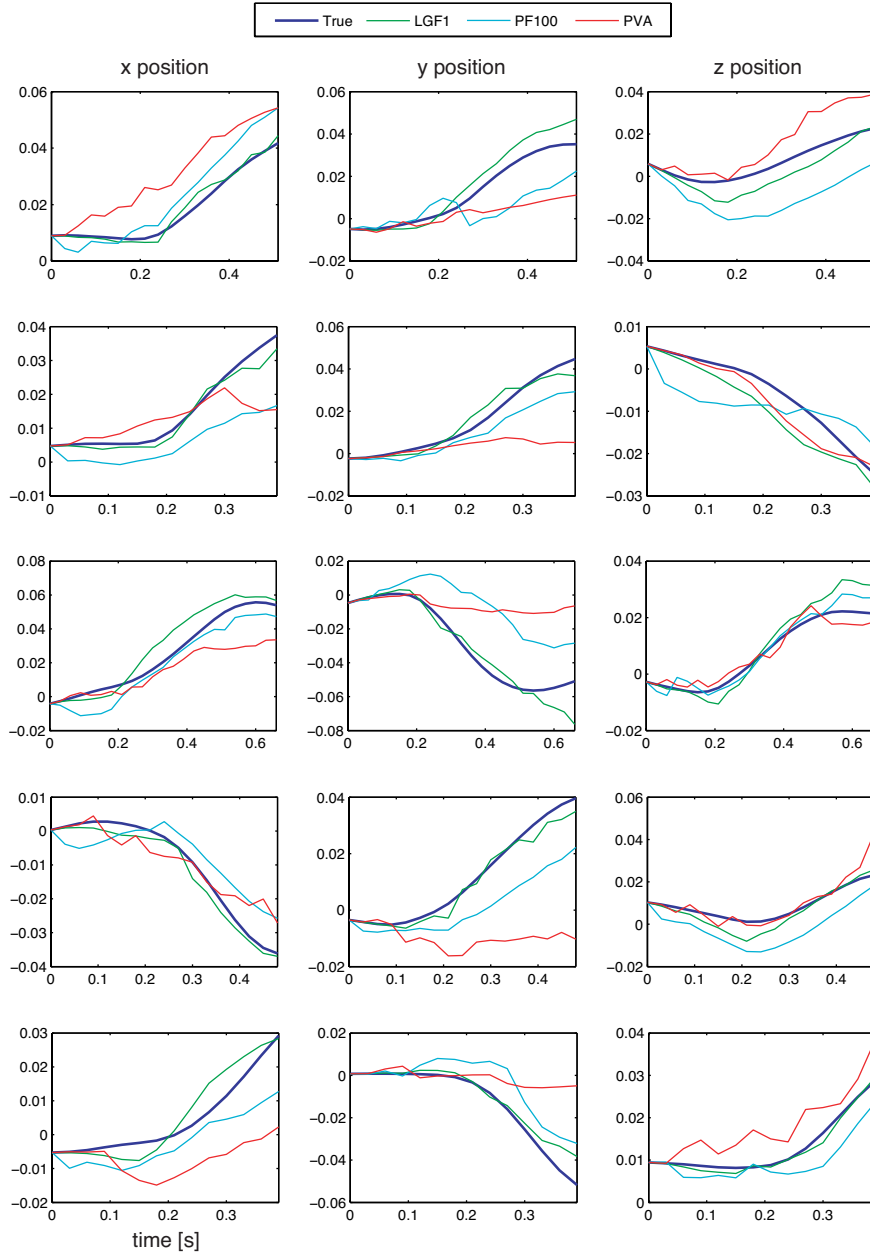 True LGF1 PF100 PVA
x position y position z position
0.06 0.06 0.04
0.04 0.04 0.02
0.02 0.02 0
0 −0.02
0 −0.02 −0.04
0 0.2 0.4 0 0.2 0.4 0 0.2 0.4
0.04 0.06 0.01
0.03 0.04 0
0.02 0.02 −0.01
0.01
0 0 −0.02
−0.01 −0.02 −0.03
0 0.1 0.2 0.3 0 0.1 0.2 0.3 0 0.1 0.2 0.3
0.08 0.02 0.04
0.06 0
0.04 −0.02 0.02
0.02 −0.04 0
0 −0.06
−0.02 −0.08 −0.02
0 0.2 0.4 0.6 0 0.2 0.4 0.6 0 0.2 0.4 0.6
0.01 0.04 0.06
0 0.04
−0.01 0.02 0.02
−0.02 0
−0.03 0
−0.04 −0.02 −0.02
0 0.1 0.2 0.3 0.4 0 0.1 0.2 0.3 0.4 0 0.1 0.2 0.3 0.4
0.03 0.02 0.04
0.02 0 0.03
0.01 −0.02 0.02
0
−0.01 −0.04 0.01
−0.02 −0.06 0
0 0.1 0.2 0.3 0 0.1 0.2 0.3 0 0.1 0.2 0.3
time [s]